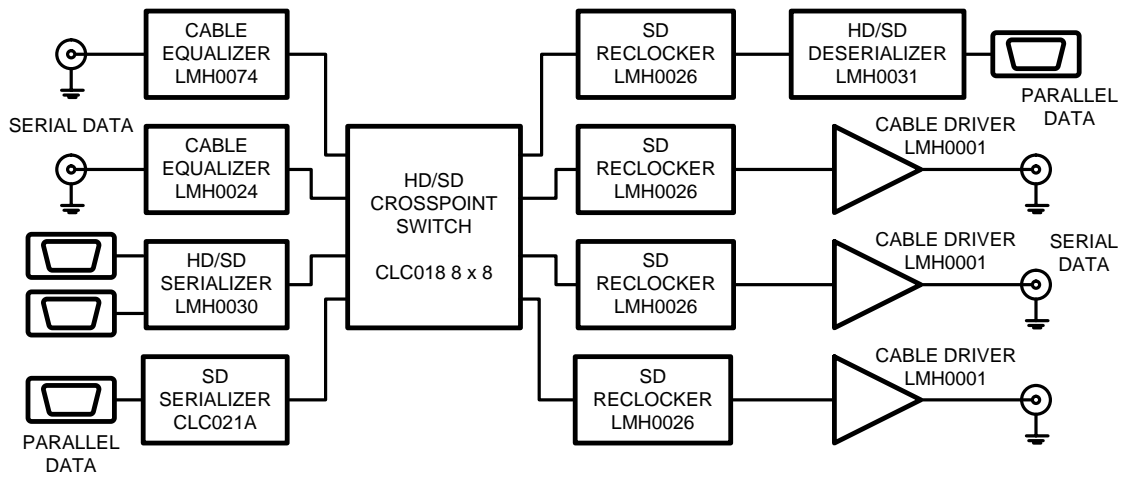 CABLE
EQUALIZER
LMH0074
SD
RECLOCKER
LMH0026
HD/SD
DESERIALIZER
LMH0031
PARALLEL
DATA
SERIAL DATA
CABLE
EQUALIZER
LMH0024
HD/SD
CROSSPOINT
SWITCH
CLC018 8 x 8
SD
RECLOCKER
LMH0026
CABLE DRIVER
LMH0001
HD/SD
SERIALIZER
LMH0030
SD
RECLOCKER
LMH0026
CABLE DRIVER
LMH0001
SERIAL
DATA
SD
SERIALIZER
CLC021A
SD
RECLOCKER
LMH0026
CABLE DRIVER
LMH0001
PARALLEL
DATA